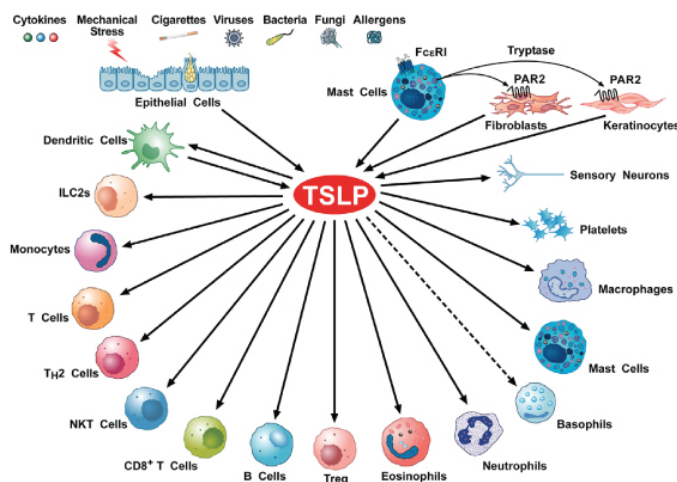 Cytokines
Mechanical
Stress
Cigarettes
Viruses
Bacteria
Fungi
Allergens
Epithelial Cells
FcεRI
Mast Cells
Tryptase
PAR2
PAR2
Fibroblasts
Keratinocytes
Dendritic Cells
ILC2s
Monocytes
T Cells
TH2 Cells
NKT Cells
CD8+ T Cells
B Cells
Treg
Eosinophils
Neutrophils
Basophils
Mast Cells
Macrophages
Platelets
Sensory Neurons
TSLP